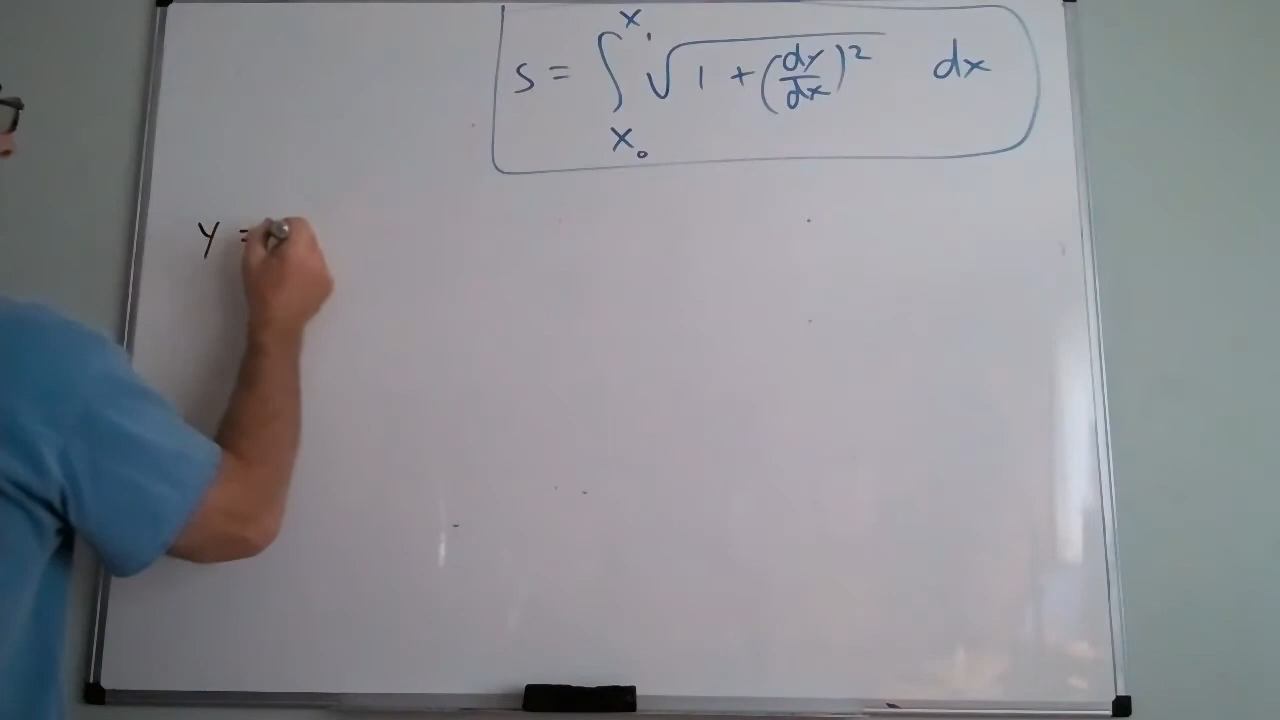 s = ∫_{x₀}^{x₁} √(1 + (dy/dx)²) dx
y =